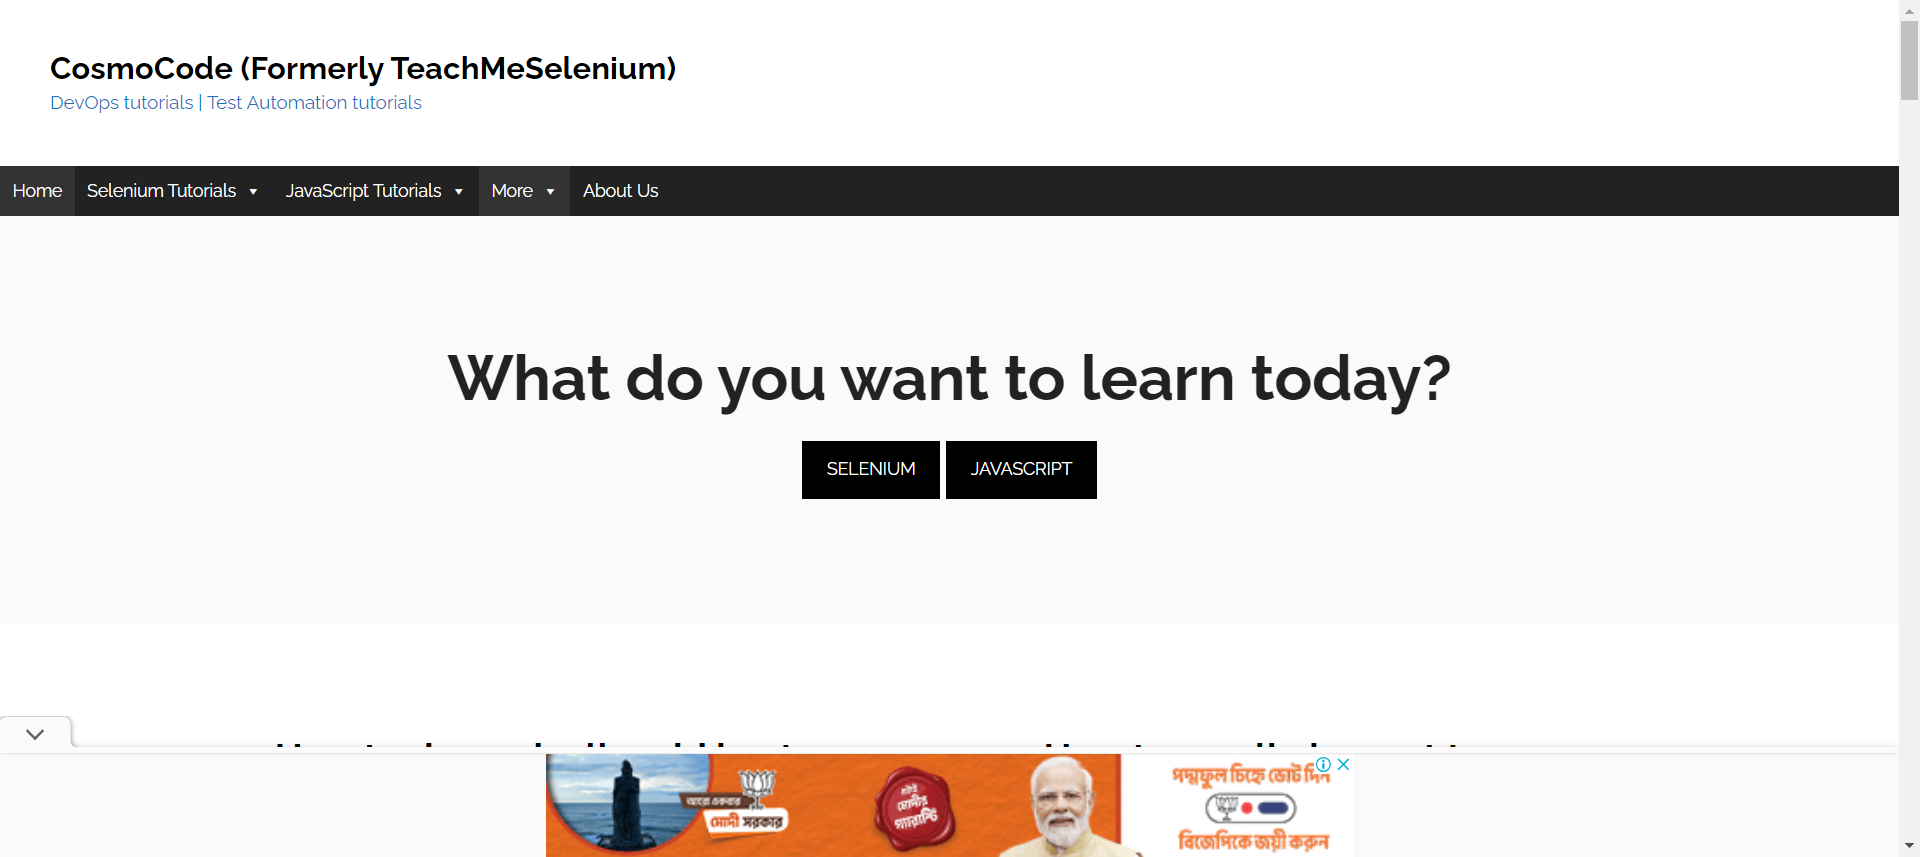 CosmoCode (Formerly TeachMeSelenium)
DevOps tutorials | Test Automation tutorials
Home
Selenium Tutorials
JavaScript Tutorials
More
About Us
What do you want to learn today?
SELENIUM
JAVASCRIPT
আরো একবার
মোদী সরকার
মোদীর
গ্যারান্টি
পদ্মফুল চিহ্নে ভোট দিন
বিজেপিকে জয়ী করুন